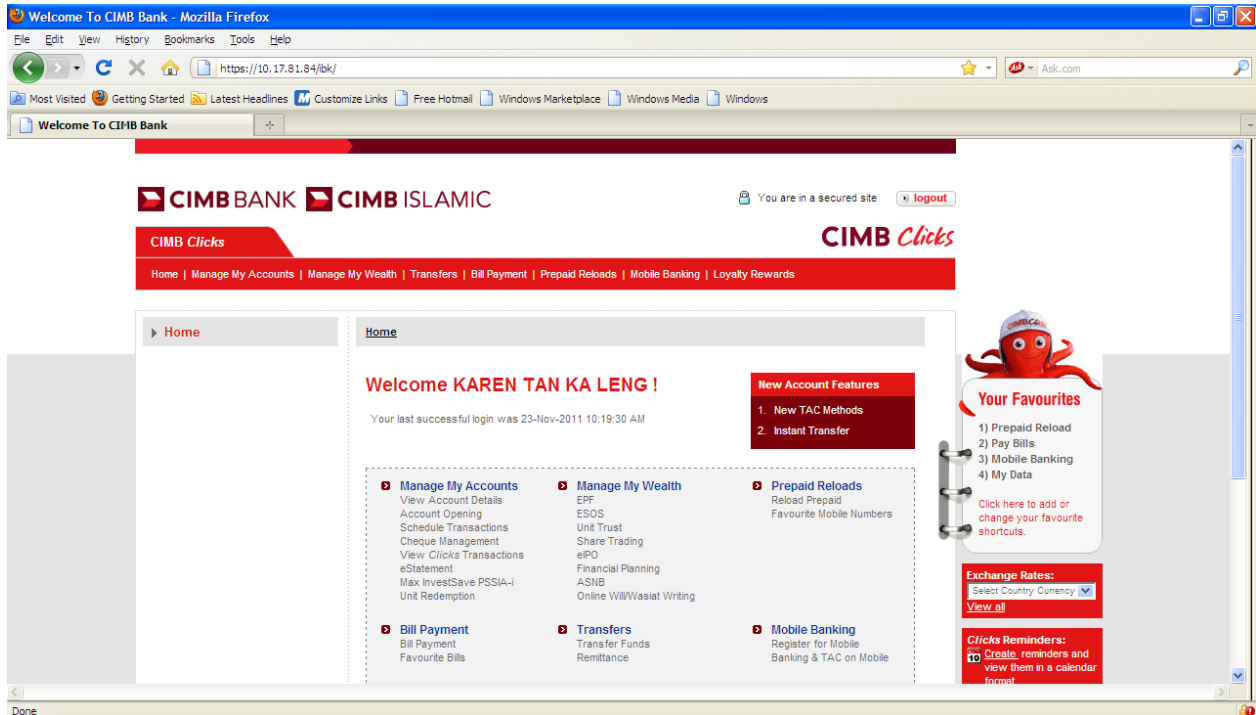 Welcome To CIMB Bank - Mozilla Firefox
File Edit View History Bookmarks Tools Help
https://10.17.81.84/ibk/
Ask.com
Most Visited Getting Started Latest Headlines Customize Links Free Hotmail Windows Marketplace Windows Media Windows
Welcome To CIMB Bank
CIMB BANK CIMB ISLAMIC
You are in a secured site logout
CIMB Clicks
CIMB Clicks
Home | Manage My Accounts | Manage My Wealth | Transfers | Bill Payment | Prepaid Reloads | Mobile Banking | Loyalty Rewards
Home
Home
Welcome KAREN TAN KA LENG !
Your last successful login was 23-Nov-2011 10:19:30 AM
New Account Features
1. New TAC Methods
2. Instant Transfer
Manage My Accounts
View Account Details
Account Opening
Schedule Transactions
Cheque Management
View Clicks Transactions
eStatement
Max InvestSave PSSIA-i
Unit Redemption
Manage My Wealth
EPF
ESOS
Unit Trust
Share Trading
eIPO
Financial Planning
ASNB
Online Will/Wasiat Writing
Prepaid Reloads
Reload Prepaid
Favourite Mobile Numbers
Bill Payment
Bill Payment
Favourite Bills
Transfers
Transfer Funds
Remittance
Mobile Banking
Register for Mobile
Banking & TAC on Mobile
Your Favourites
1) Prepaid Reload
2) Pay Bills
3) Mobile Banking
4) My Data
Click here to add or
change your favourite
shortcuts.
Exchange Rates:
Select Country Currency
View all
Clicks Reminders:
10 Create reminders and
view them in a calendar
format
Done